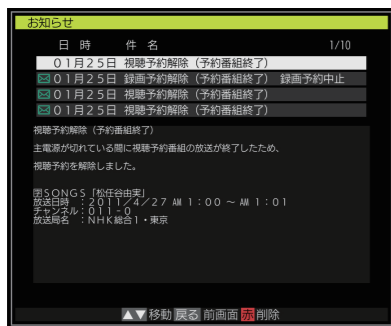 お知らせ
日 時 件 名 1/10
01月25日 視聴予約解除（予約番組終了）
01月25日 録画予約解除（予約番組終了） 録画予約中止
01月25日 視聴予約解除（予約番組終了）
01月25日 視聴予約解除（予約番組終了）
視聴予約解除（予約番組終了）
主電源が切れている間に視聴予約番組の放送が終了したため、
視聴予約を解除しました。
SONGS「松任谷由実」
放送日時 ：2011/4/27 AM 1:00 ～ AM 1:01
チャンネル：011-0
放送局名 ：NHK総合1・東京
▲▼移動 戻る 前画面 赤 削除